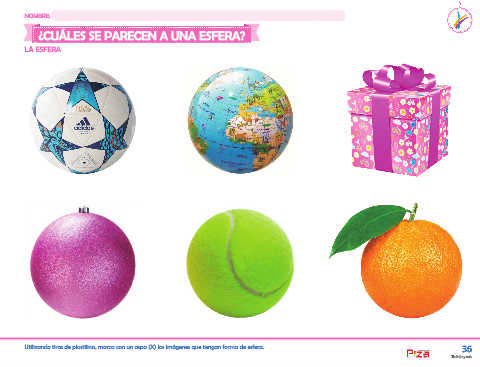 NOMBRE:
¿CUÁLES SE PARECEN A UNA ESFERA?
LA ESFERA
adidas
Utilizando tiras de plastilina, marca con un aspa (X) las imágenes que tengan forma de esfera.
36